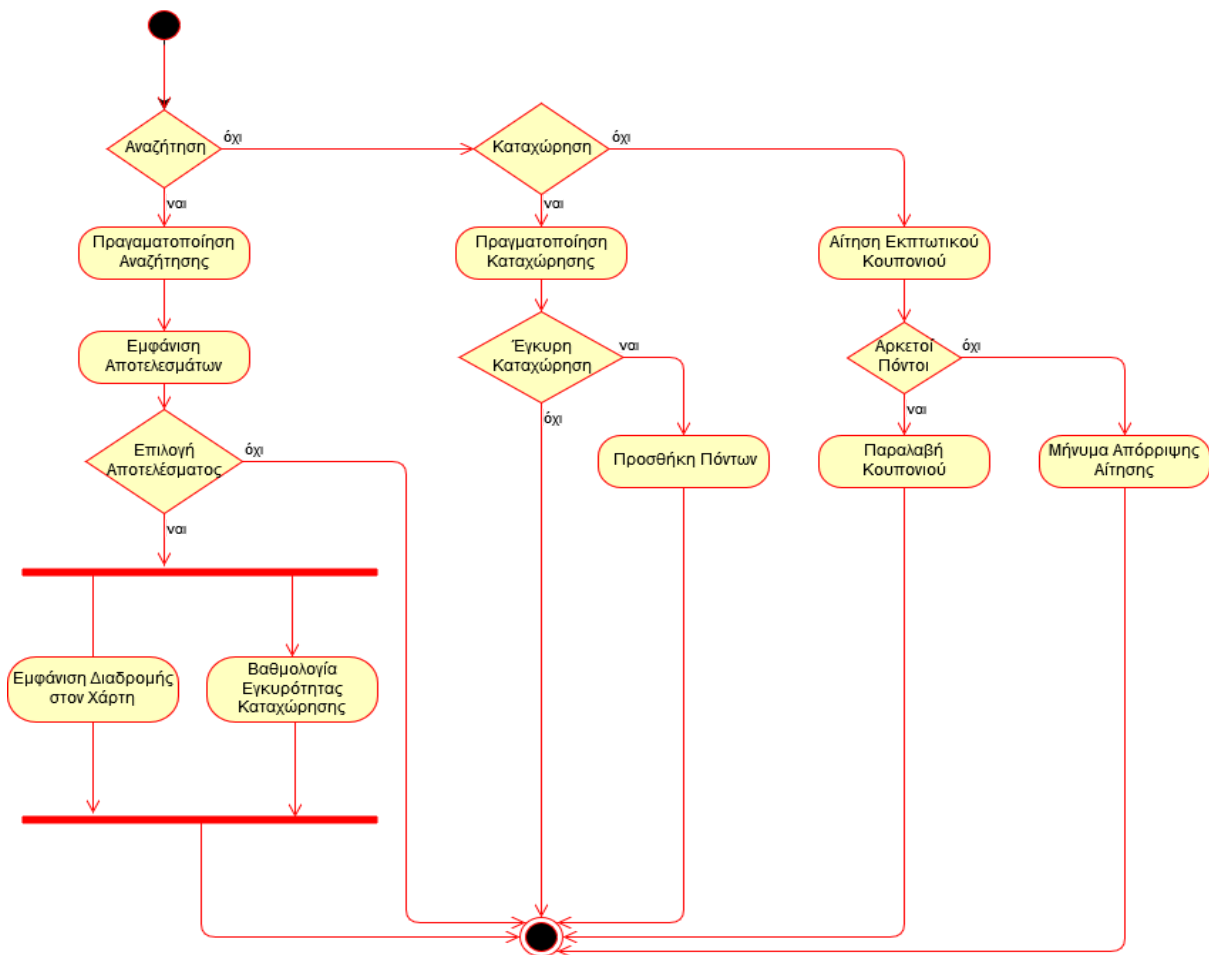 Αναζήτηση
όχι
Καταχώρηση
όχι
ναι
ναι
Πραγαματοποίηση
Αναζήτησης
Πραγματοποίηση
Καταχώρησης
Αίτηση Εκπτωτικού
Κουπονιού
Εμφάνιση
Αποτελεσμάτων
Έγκυρη
Καταχώρηση
ναι
όχι
Αρκετοί
Πόντοι
όχι
ναι
Επιλογή
Αποτελέσματος
όχι
ναι
Προσθήκη Πόντων
Παραλαβή
Κουπονιού
Μήνυμα Απόρριψης
Αίτησης
Εμφάνιση Διαδρομής
στον Χάρτη
Βαθμολογία
Εγκυρότητας
Καταχώρησης